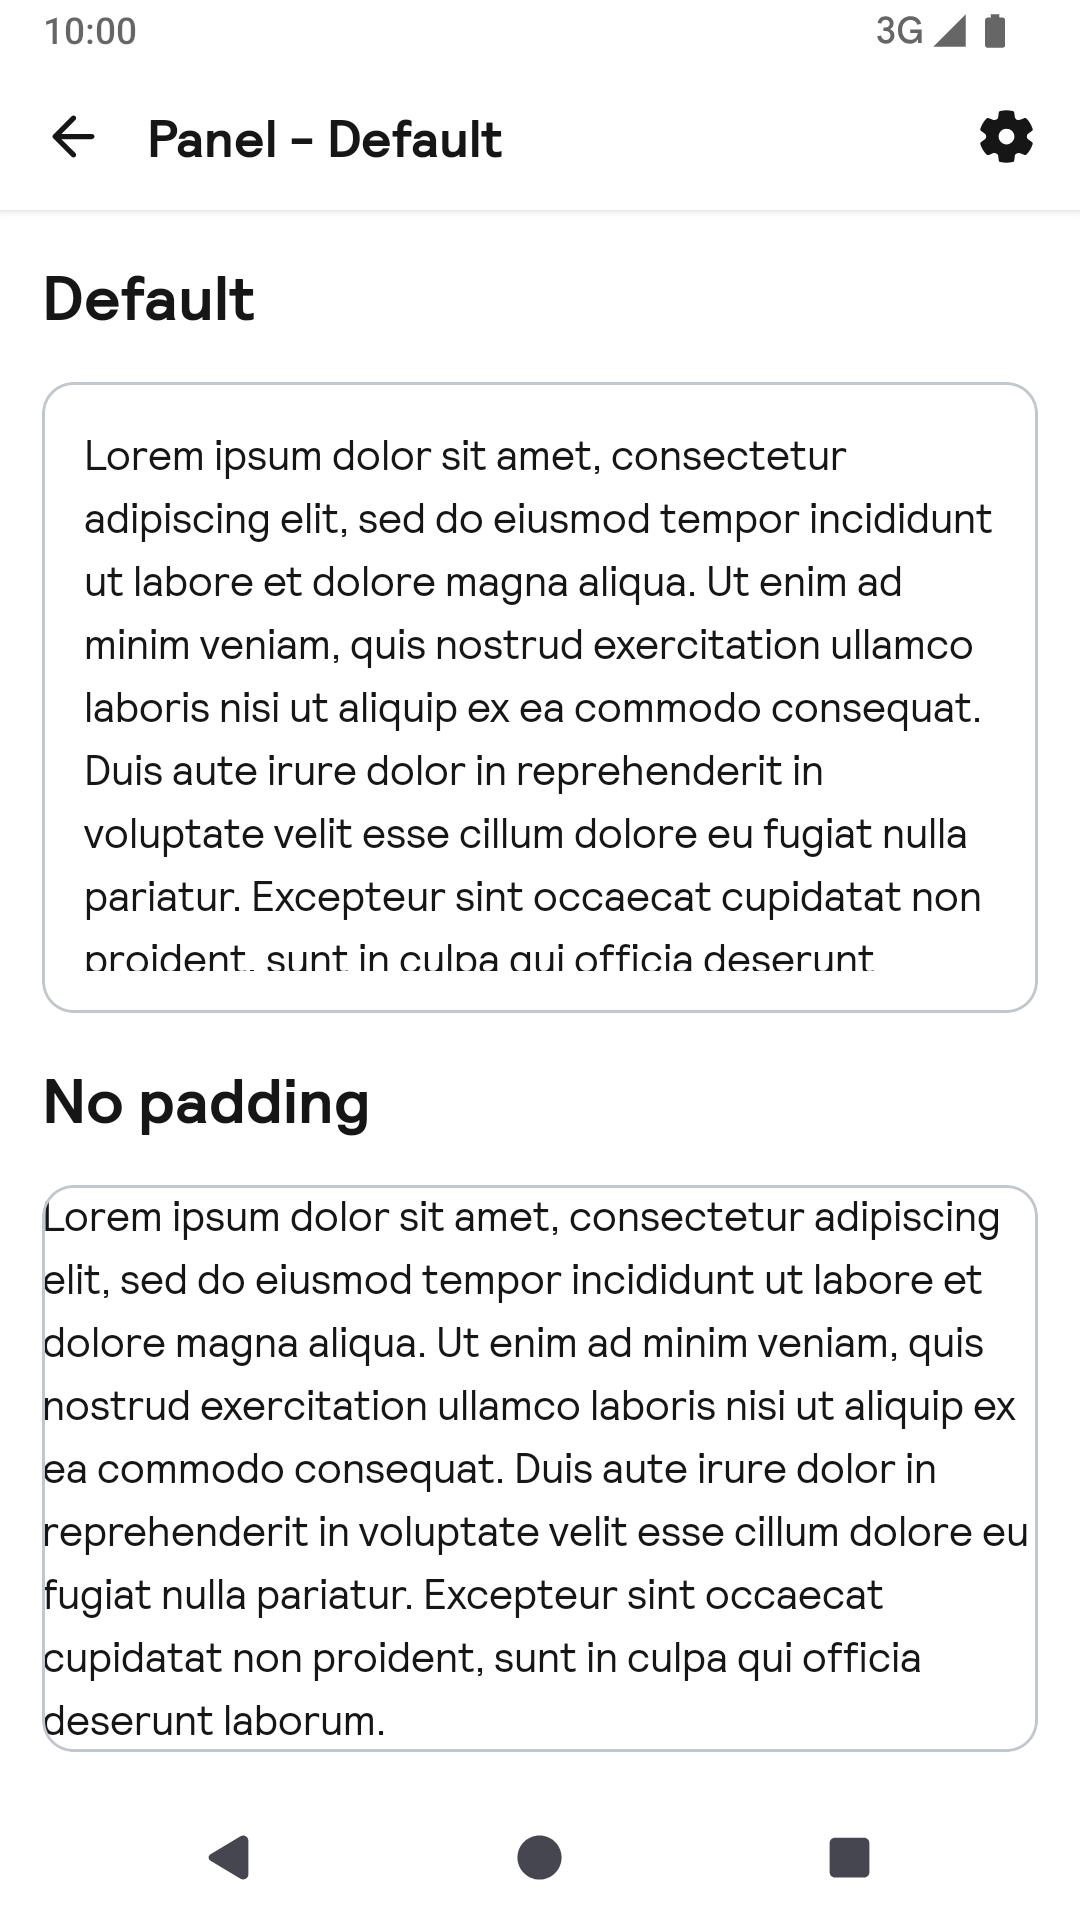 10:00 3G
Panel - Default
Default
Lorem ipsum dolor sit amet, consectetur
adipiscing elit, sed do eiusmod tempor incididunt
ut labore et dolore magna aliqua. Ut enim ad
minim veniam, quis nostrud exercitation ullamco
laboris nisi ut aliquip ex ea commodo consequat.
Duis aute irure dolor in reprehenderit in
voluptate velit esse cillum dolore eu fugiat nulla
pariatur. Excepteur sint occaecat cupidatat non
proident, sunt in culpa qui officia deserunt
No padding
Lorem ipsum dolor sit amet, consectetur adipiscing
elit, sed do eiusmod tempor incididunt ut labore et
dolore magna aliqua. Ut enim ad minim veniam, quis
nostrud exercitation ullamco laboris nisi ut aliquip ex
ea commodo consequat. Duis aute irure dolor in
reprehenderit in voluptate velit esse cillum dolore eu
fugiat nulla pariatur. Excepteur sint occaecat
cupidatat non proident, sunt in culpa qui officia
deserunt laborum.